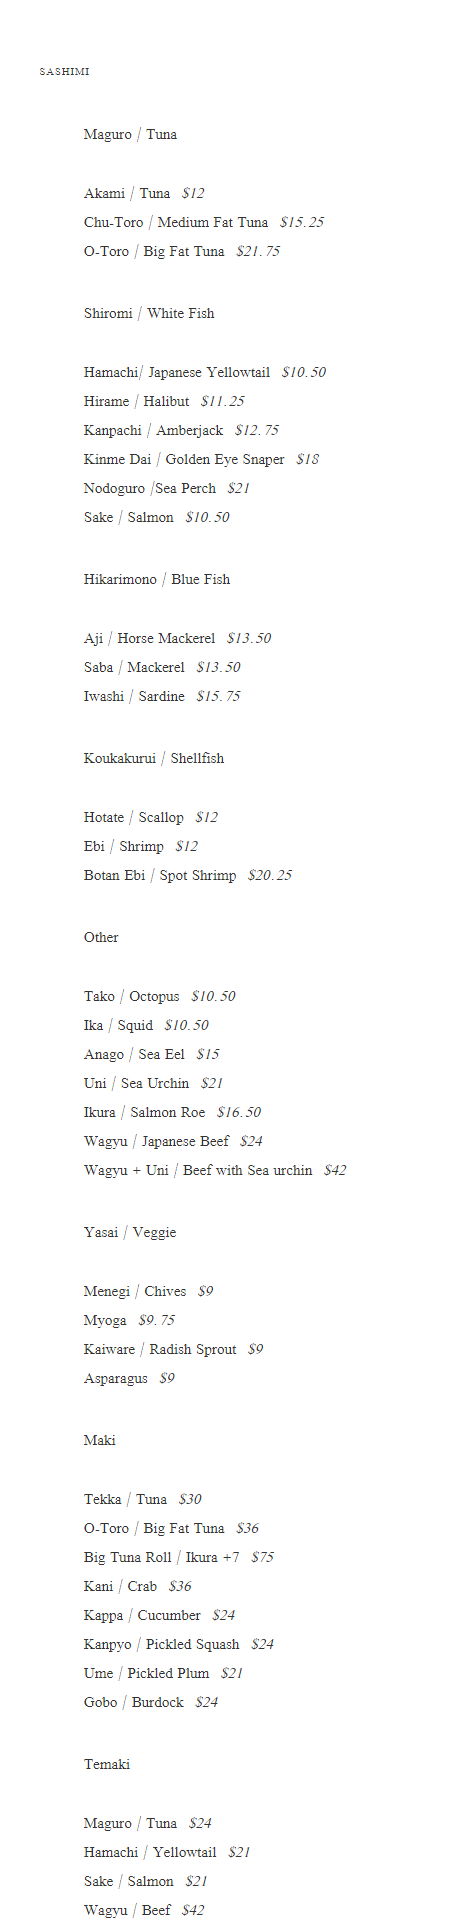 SASHIMI
Maguro / Tuna
Akami / Tuna $12
Chu-Toro / Medium Fat Tuna $15.25
O-Toro / Big Fat Tuna $21.75
Shiromi / White Fish
Hamachi/ Japanese Yellowtail $10.50
Hirame / Halibut $11.25
Kanpachi / Amberjack $12.75
Kinme Dai / Golden Eye Snaper $18
Nodoguro /Sea Perch $21
Sake / Salmon $10.50
Hikarimono / Blue Fish
Aji / Horse Mackerel $13.50
Saba / Mackerel $13.50
Iwashi / Sardine $15.75
Koukakurui / Shellfish
Hotate / Scallop $12
Ebi / Shrimp $12
Botan Ebi / Spot Shrimp $20.25
Other
Tako / Octopus $10.50
Ika / Squid $10.50
Anago / Sea Eel $15
Uni / Sea Urchin $21
Ikura / Salmon Roe $16.50
Wagyu / Japanese Beef $24
Wagyu + Uni / Beef with Sea urchin $42
Yasai / Veggie
Menegi / Chives $9
Myoga $9.75
Kaiware / Radish Sprout $9
Asparagus $9
Maki
Tekka / Tuna $30
O-Toro / Big Fat Tuna $36
Big Tuna Roll / Ikura +7 $75
Kani / Crab $36
Kappa / Cucumber $24
Kanpyo / Pickled Squash $24
Ume / Pickled Plum $21
Gobo / Burdock $24
Temaki
Maguro / Tuna $24
Hamachi / Yellowtail $21
Sake / Salmon $21
Wagyu / Beef $42